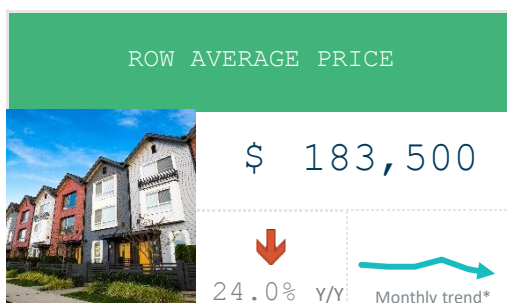 ROW AVERAGE PRICE
$ 183,500
24.0% Y/Y
Monthly trend*